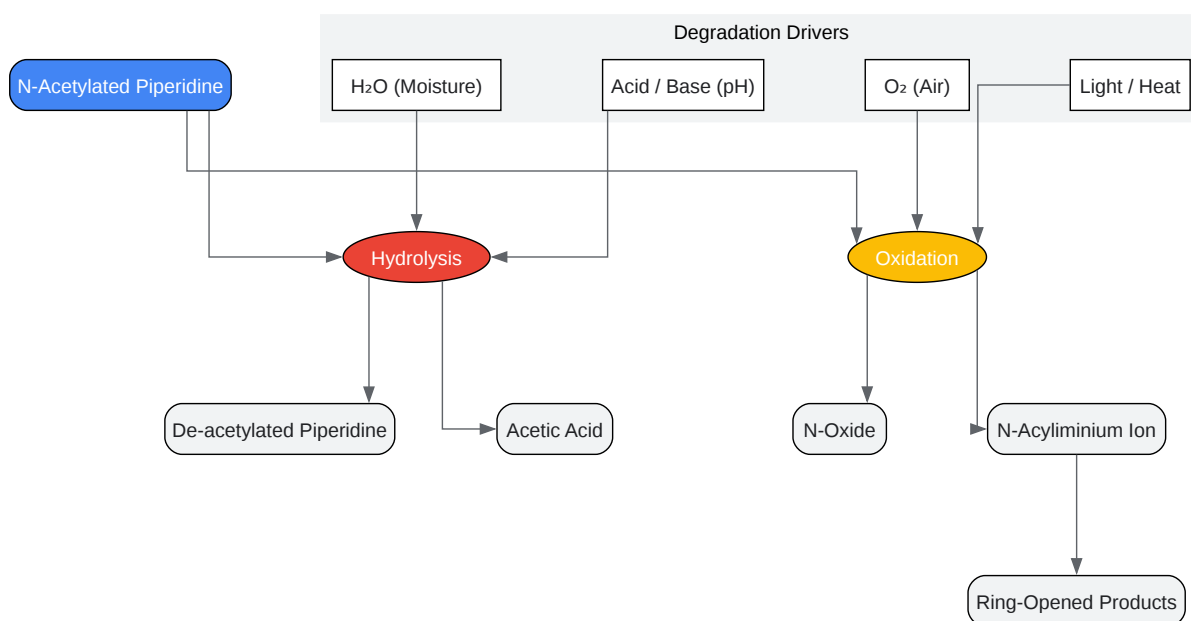 Degradation Drivers
N-Acetylated Piperidine
H₂O (Moisture)
Acid / Base (pH)
O₂ (Air)
Light / Heat
Hydrolysis
Oxidation
De-acetylated Piperidine
Acetic Acid
N-Oxide
N-Acyliminium Ion
Ring-Opened Products